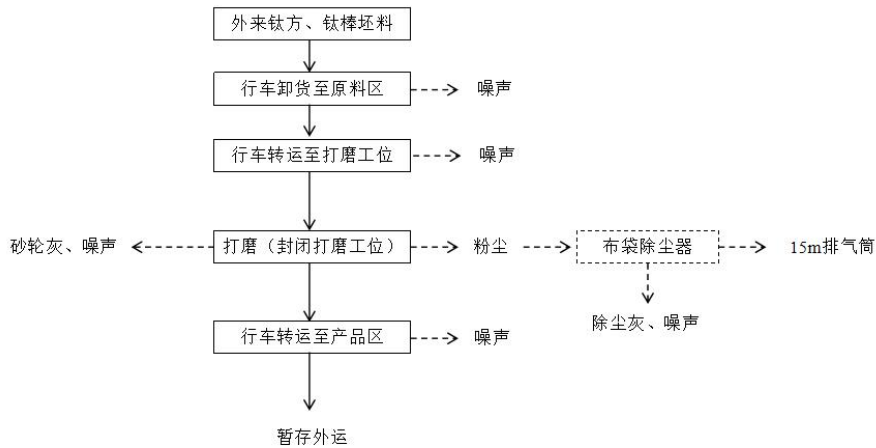 外来钛方、钛棒坯料
行车卸货至原料区
噪声
行车转运至打磨工位
噪声
砂轮灰、噪声
打磨（封闭打磨工位）
粉尘
布袋除尘器
15m排气筒
除尘灰、噪声
行车转运至产品区
噪声
暂存外运